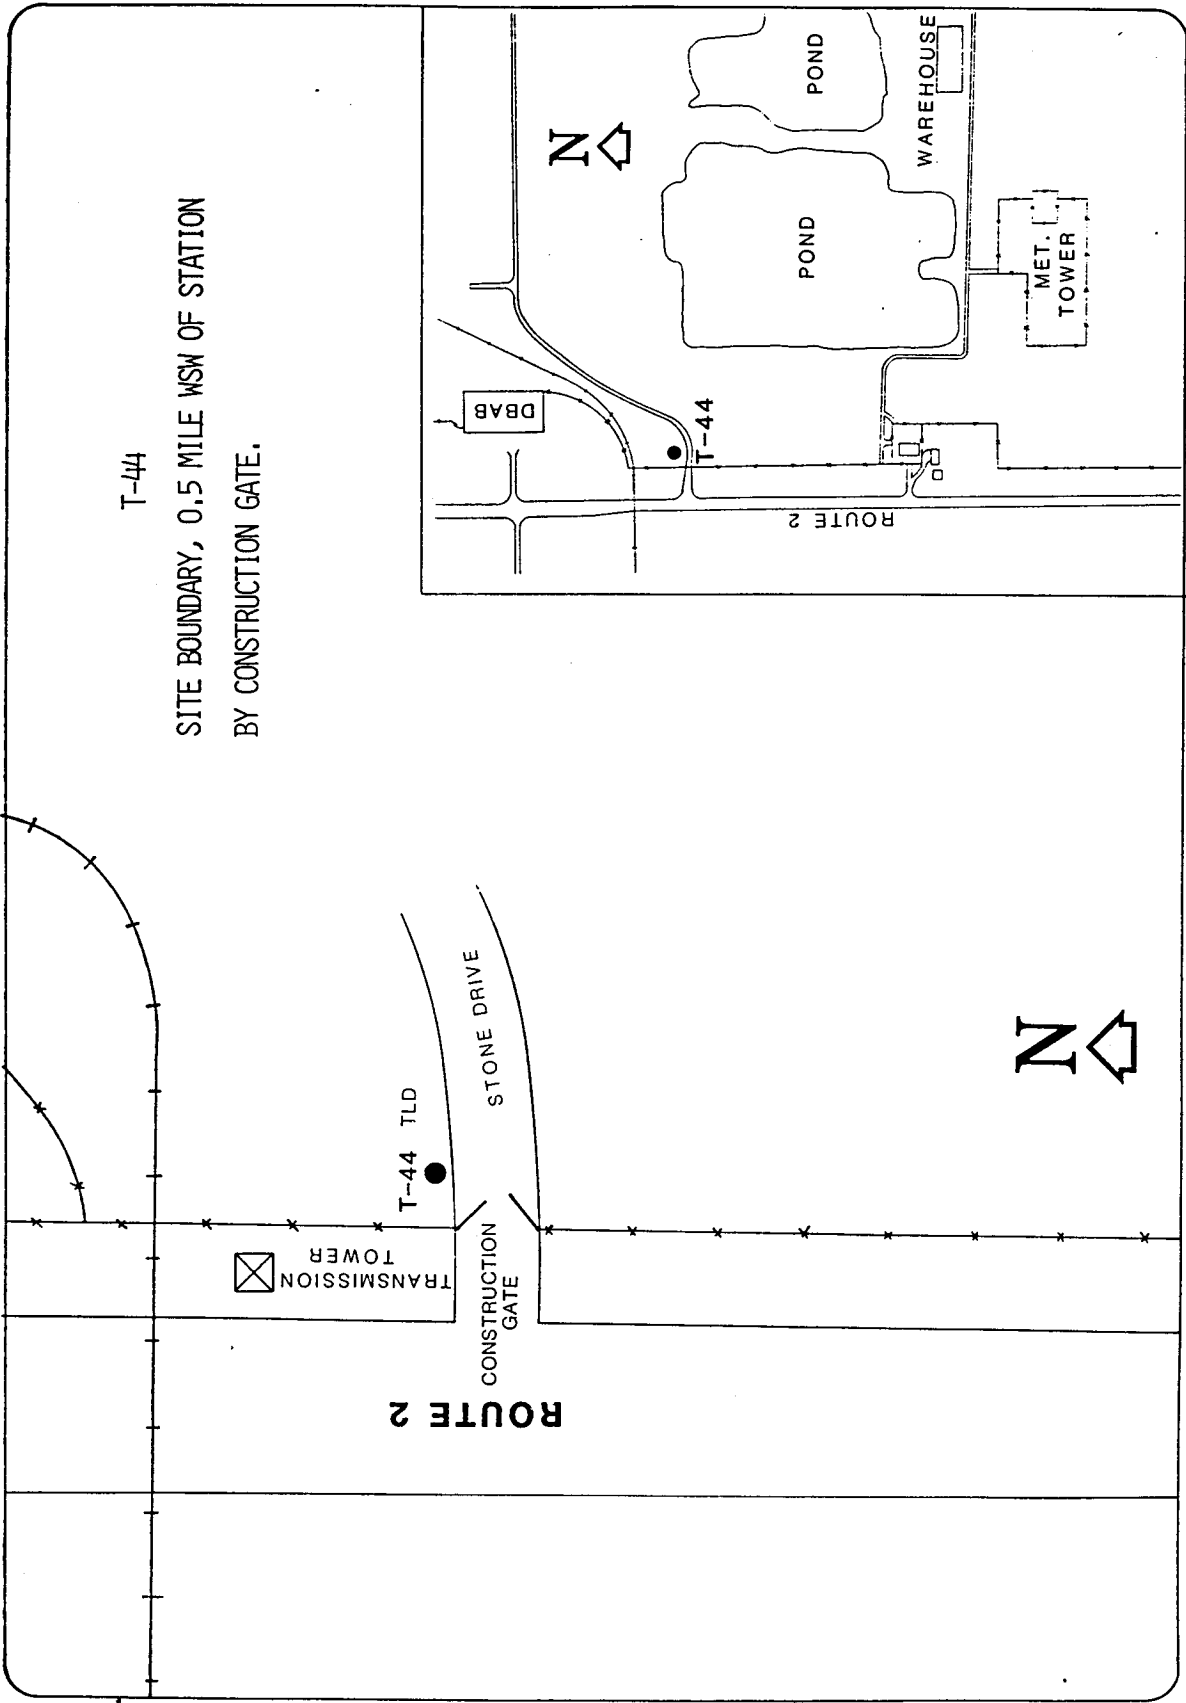 T-44
SITE BOUNDARY, 0.5 MILE WSW OF STATION
BY CONSTRUCTION GATE.
TRANSMISSION
TOWER
T-44 TLD
STONE DRIVE
CONSTRUCTION
GATE
ROUTE 2
N
DBAB
N
T-44
ROUTE 2
POND
POND
WAREHOUSE
MET.
TOWER